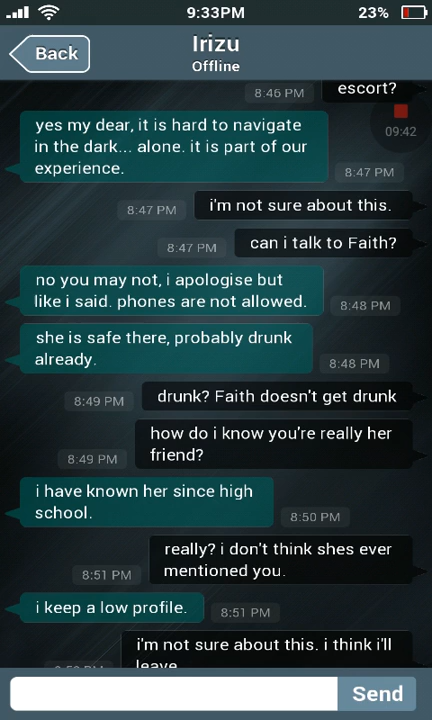 9:33PM
23%
Back
Irizu
Offline
escort?
8:46 PM
09:42
yes my dear, it is hard to navigate
in the dark... alone. it is part of our
experience.
8:47 PM
i'm not sure about this.
8:47 PM
can i talk to Faith?
8:47 PM
no you may not, i apologise but
like i said. phones are not allowed.
8:48 PM
she is safe there, probably drunk
already.
8:48 PM
drunk? Faith doesn't get drunk
8:49 PM
how do i know you're really her
friend?
8:49 PM
i have known her since high
school.
8:50 PM
really? i don't think shes ever
mentioned you.
8:51 PM
i keep a low profile.
8:51 PM
i'm not sure about this. i think i'll
leave
Send